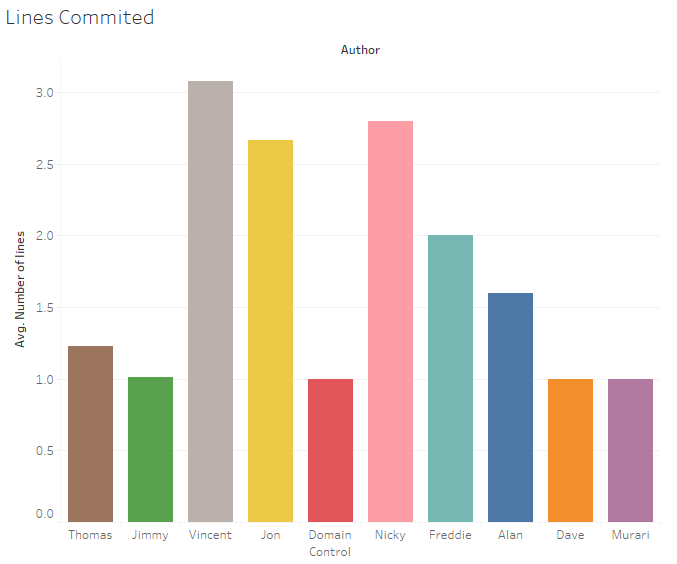 Lines Commited
Author
Avg. Number of lines
3.0
2.5
2.0
1.5
1.0
0.5
0.0
Thomas Jimmy Vincent Jon Domain Nicky Freddie Alan Dave Murari
Control